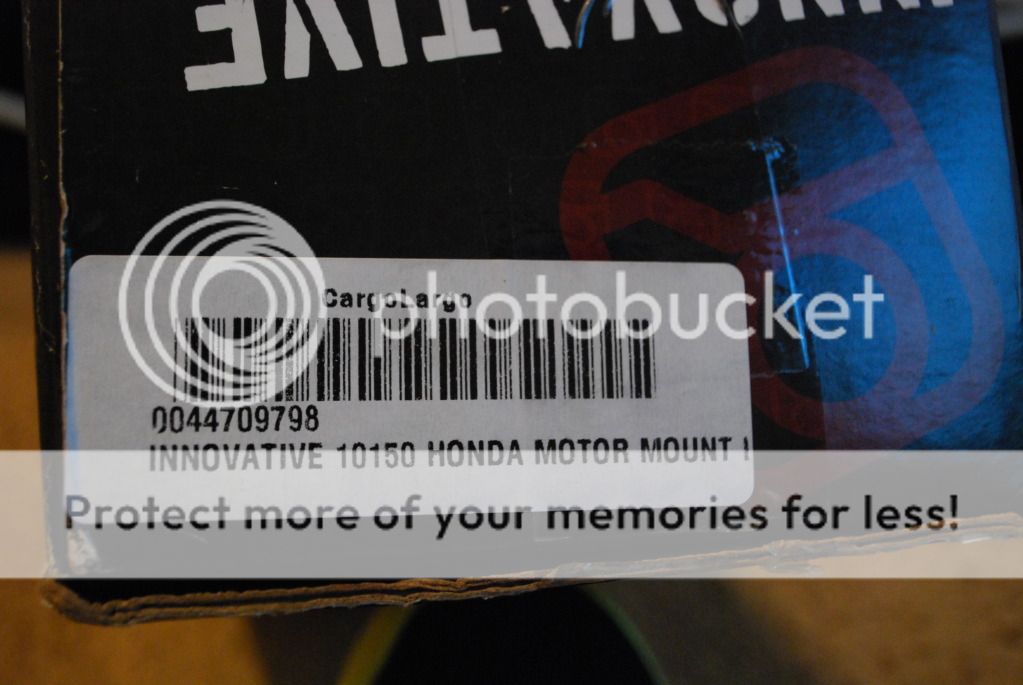 INNOVATIVE
CargoLargo
photobucket
0044709798
INNOVATIVE 10150 HONDA MOTOR MOUNT
Protect more of your memories for less!